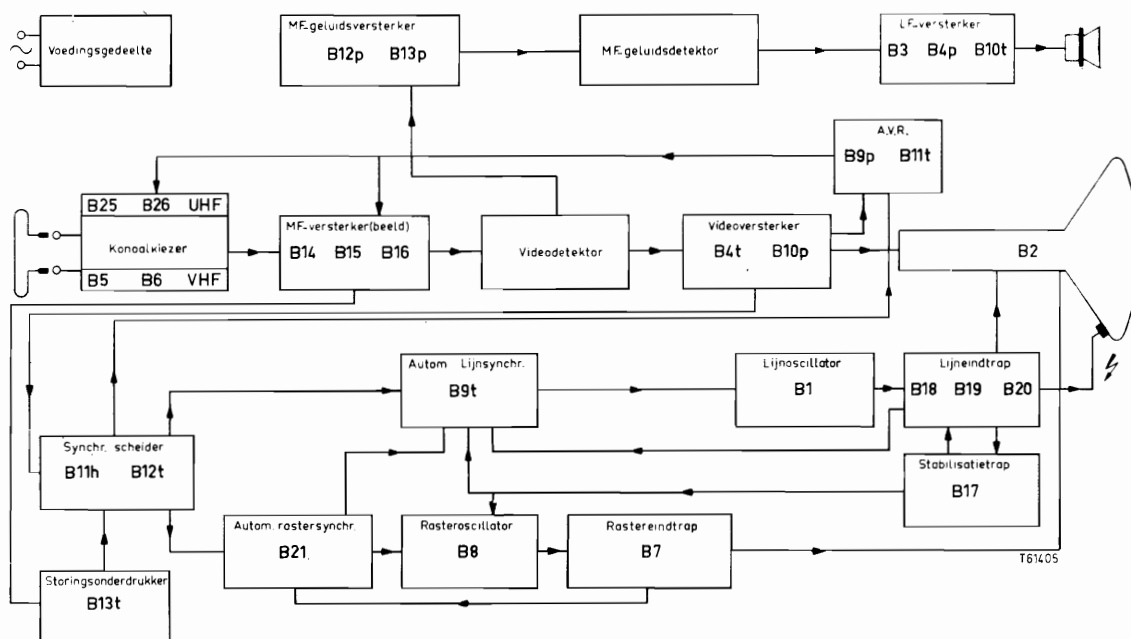 Voedingsgedeelte
MF-geluidsversterker
B12p B13p
MF-geluidsdetektor
LF-versterker
B3 B4p B10t
A.V.R.
B9p B11t
B25 B26 UHF
Kanaalkiezer
B5 B6 VHF
MF-versterker(beeld)
B14 B15 B16
Videodetektor
Videoversterker
B4t B10p
B2
Autom. Lijnsynchr.
B9t
Lijnoscillator
B1
Lijneindtrap
B18 B19 B20
Synchr. scheider
B11h B12t
Stabilisatietrap
B17
Autom. rastersynchr.
B21
Rasteroscillator
B8
Rastereindtrap
B7
T61405
Storingsonderdrukker
B13t